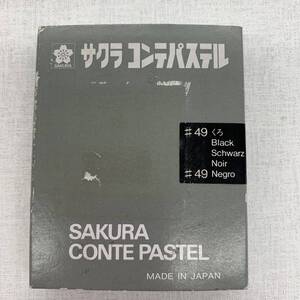 サクラ コンテパステル
SAKURA
♯49 くろ
Black
Schwarz
Noir
♯49 Negro
SAKURA
CONTE PASTEL
MADE IN JAPAN